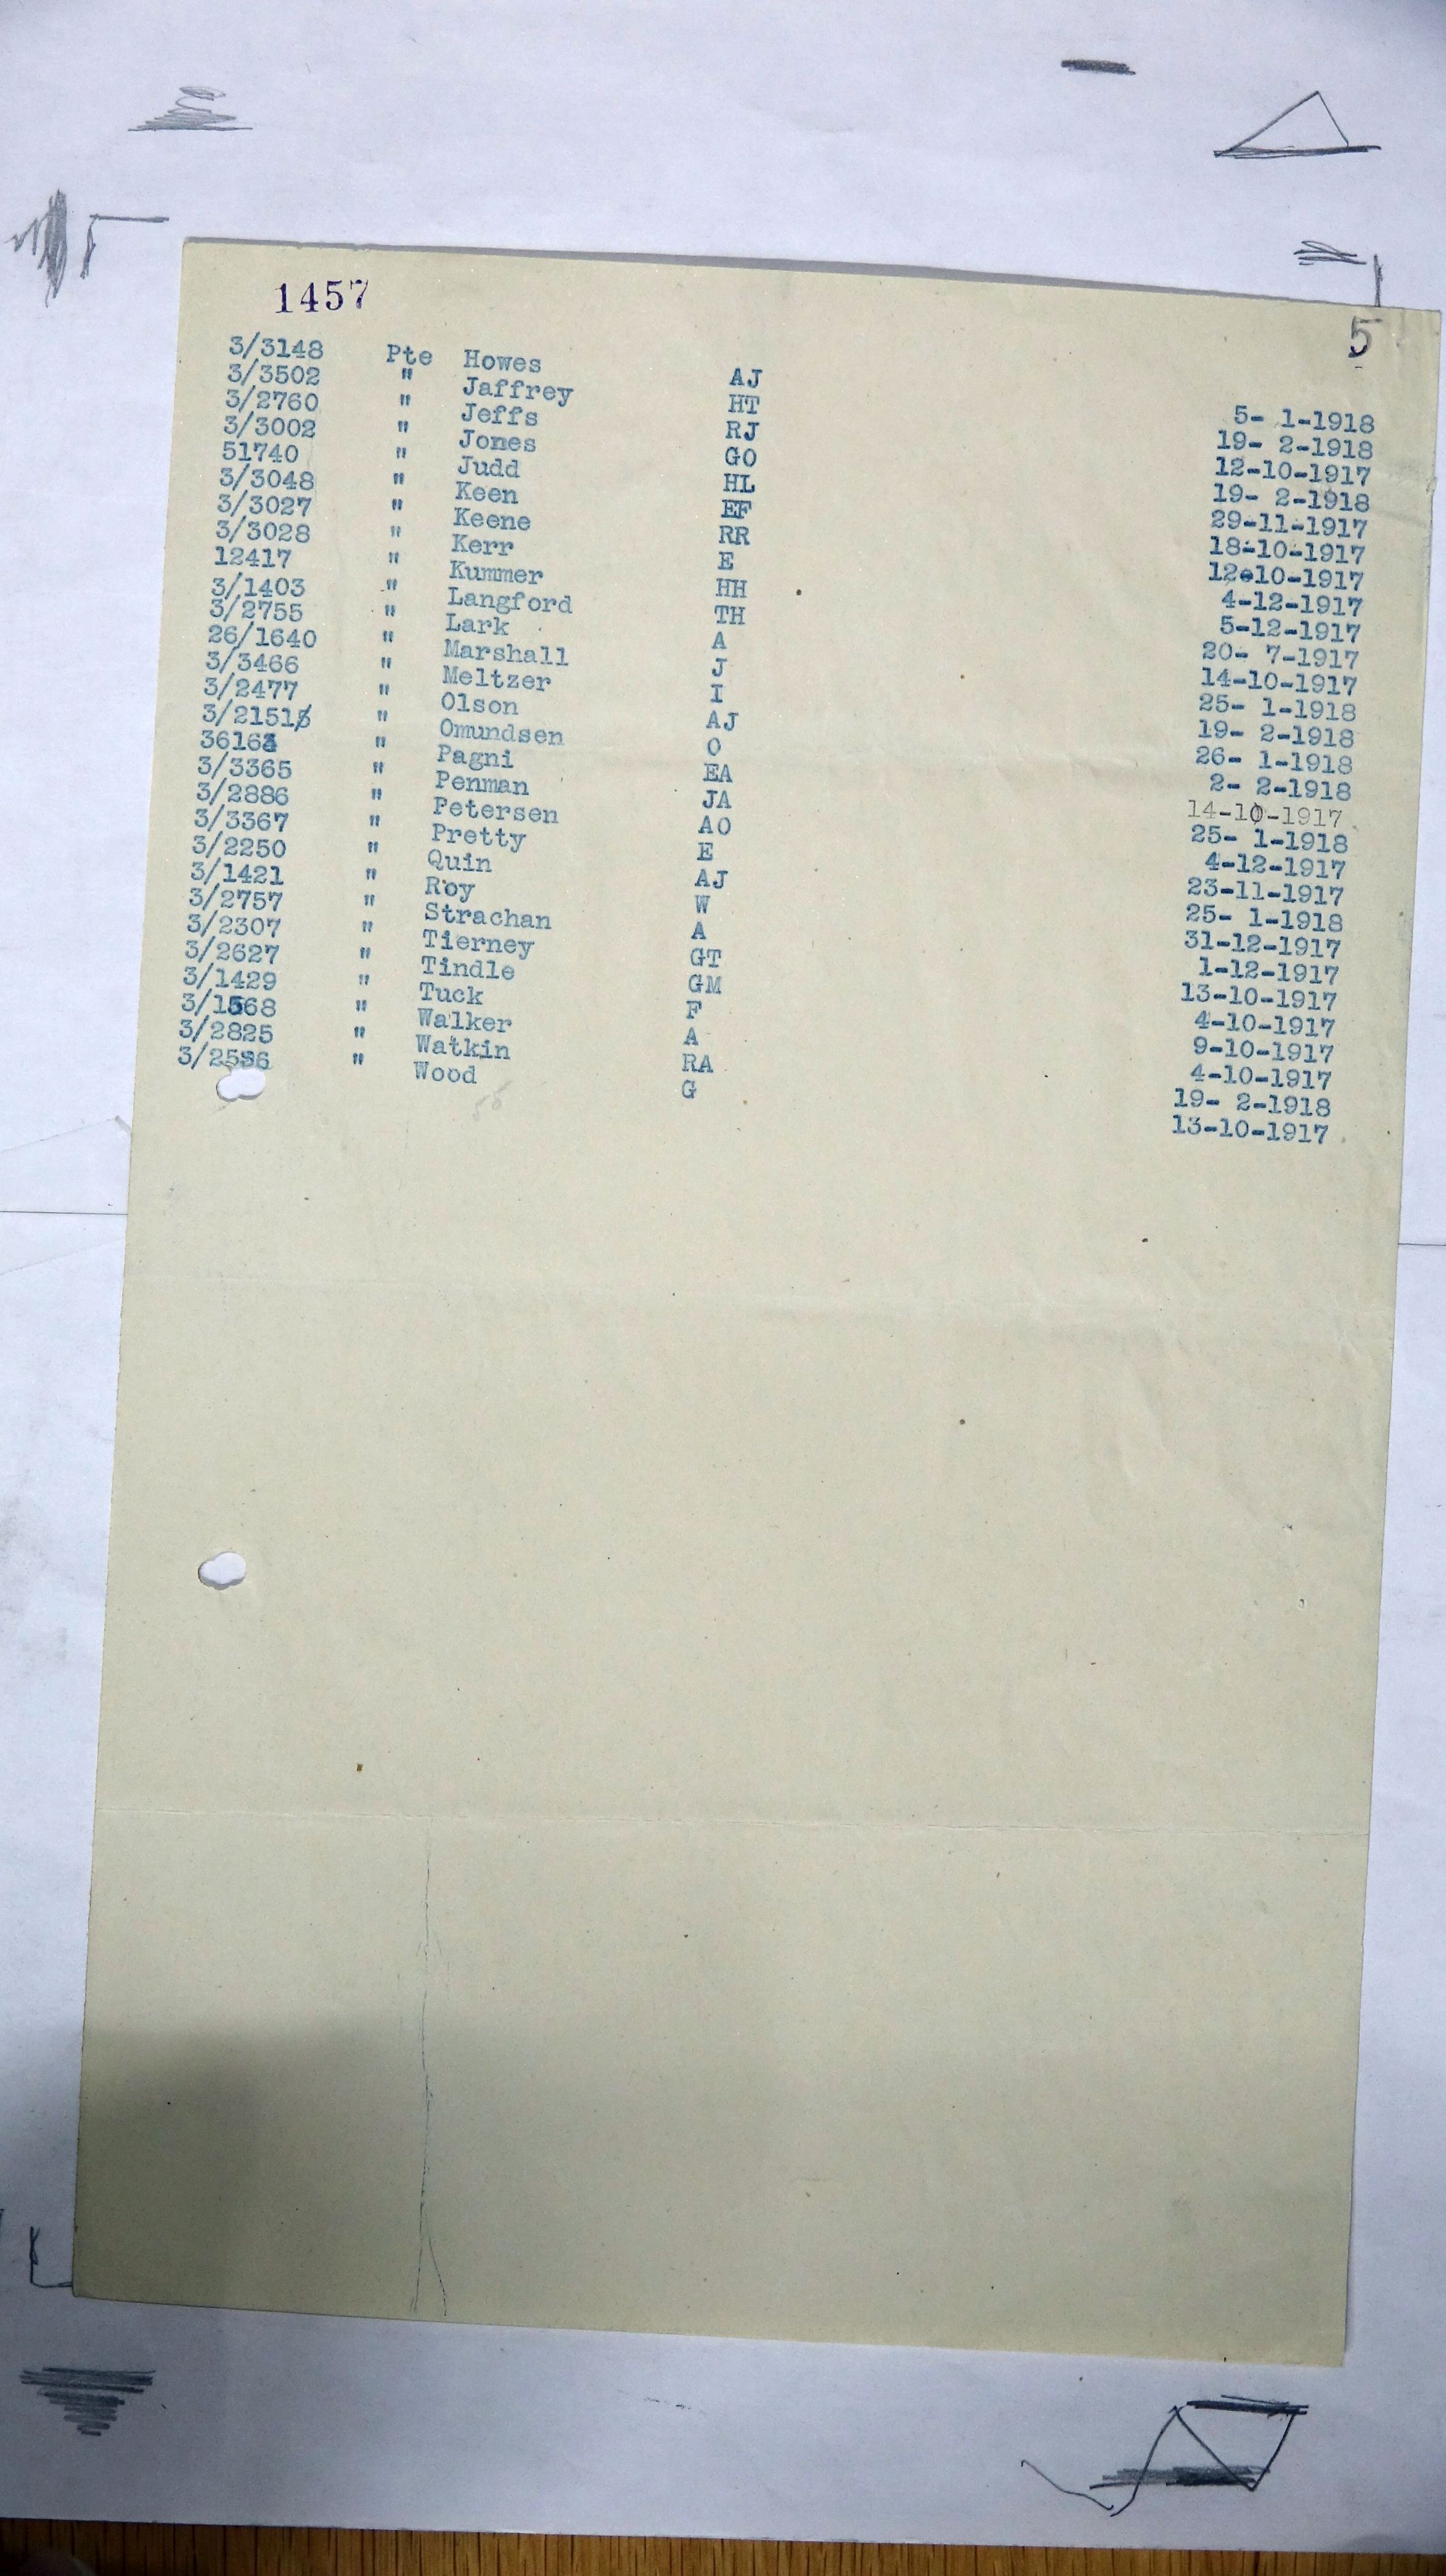 1457
5
3/3148 Pte Howes AJ 5- 1-1918
3/3502 " Jaffrey HT 19- 2-1918
3/2760 " Jeffs RJ 12-10-1917
3/3002 " Jones GO 19- 2-1918
51740 " Judd HL 29-11-1917
3/3048 " Keen EF 18-10-1917
3/3027 " Keene RR 12-10-1917
3/3028 " Kerr E 4-12-1917
12417 " Kummer HH 5-12-1917
3/1403 " Langford TH 20- 7-1917
3/2755 " Lark A 14-10-1917
26/1640 " Marshall J 25- 1-1918
3/3466 " Meltzer I 19- 2-1918
3/2477 " Olson AJ 26- 1-1918
3/2151 " Omundsen O 2- 2-1918
36163 " Pagni EA 14-10-1917
3/3365 " Penman JA 25- 1-1918
3/2886 " Petersen AO 4-12-1917
3/3367 " Pretty E 23-11-1917
3/2250 " Quin AJ 25- 1-1918
3/1421 " Roy W 31-12-1917
3/2757 " Strachan A 1-12-1917
3/2307 " Tierney GT 13-10-1917
3/2627 " Tindle GM 4-10-1917
3/1429 " Tuck F 9-10-1917
3/1568 " Walker A 4-10-1917
3/2825 " Watkin RA 19- 2-1918
" Wood G 13-10-1917